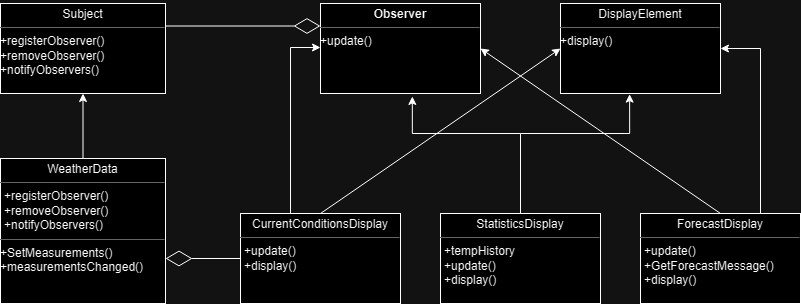 Subject
+registerObserver()
+removeObserver()
+notifyObservers()
Observer
+update()
DisplayElement
+display()
WeatherData
+registerObserver()
+removeObserver()
+notifyObservers()
+SetMeasurements()
+measurementsChanged()
CurrentConditionsDisplay
+update()
+display()
StatisticsDisplay
+tempHistory
+update()
+display()
ForecastDisplay
+update()
+GetForecastMessage()
+display()